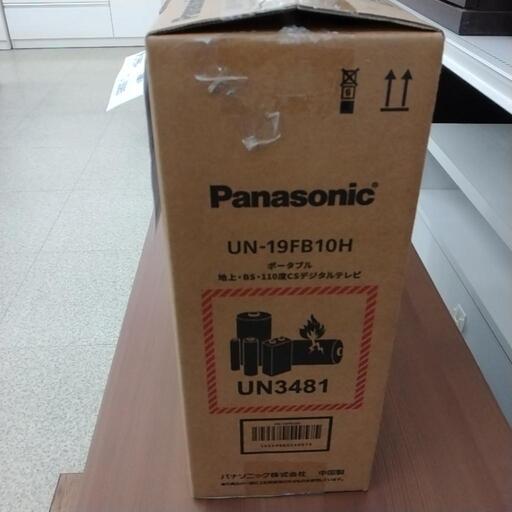 6
Panasonic
UN-19FB10H
ポータブル
地上・BS・110度CSデジタルテレビ
UN3481
パナソニック株式会社 中国製